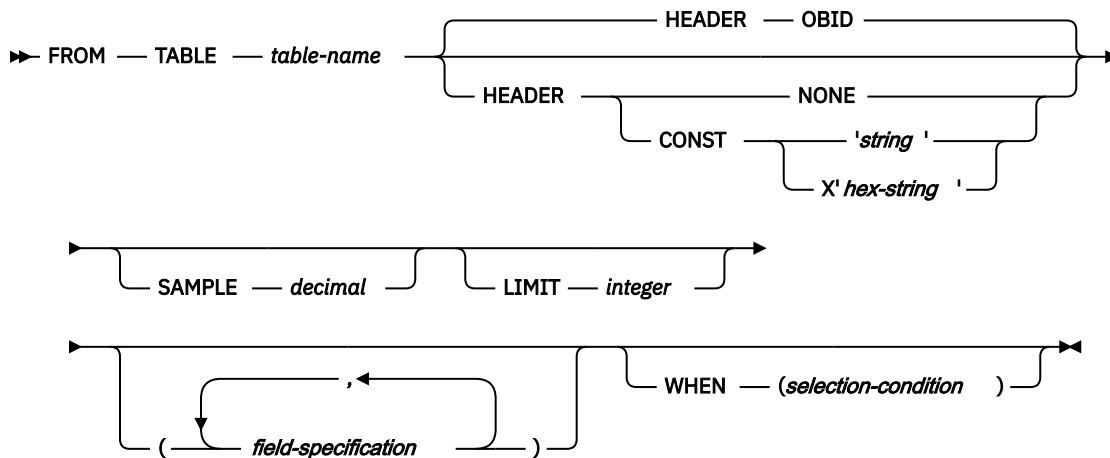 HEADER OBID
FROM TABLE table-name
HEADER NONE
CONST 'string '
X' hex-string '
SAMPLE decimal LIMIT integer
,
WHEN (selection-condition )
( field-specification )